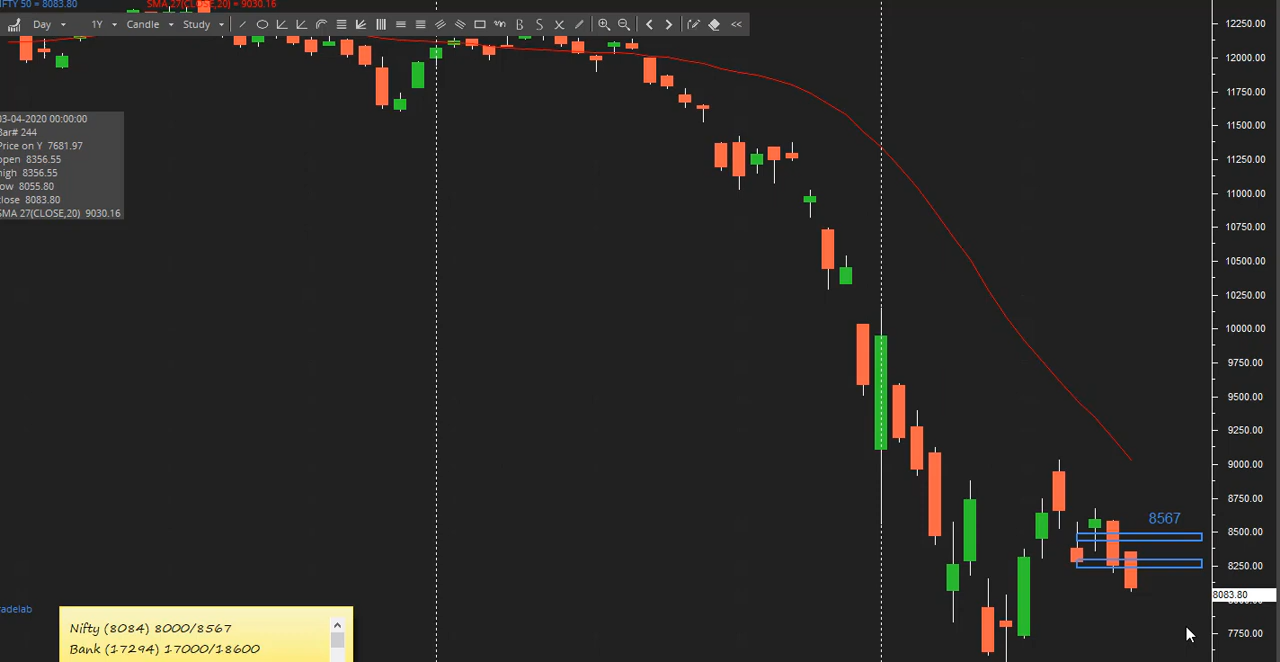 IFTY 50 = 8083.80 SMA 27(CLOSE,20) = 9030.16
Day 1Y Candle Study <<
03-04-2020 00:00:00
Bar# 244
Price on Y 7681.97
open 8356.55
high 8356.55
ow 8055.80
close 8083.80
SMA 27(CLOSE,20) 9030.16
12250.00
12000.00
11750.00
11500.00
11250.00
11000.00
10750.00
10500.00
10250.00
10000.00
9750.00
9500.00
9250.00
9000.00
8750.00
8567
8500.00
8250.00
8083.80
7750.00
radelab
Nifty (8084) 8000/8567
Bank (17294) 17000/18600